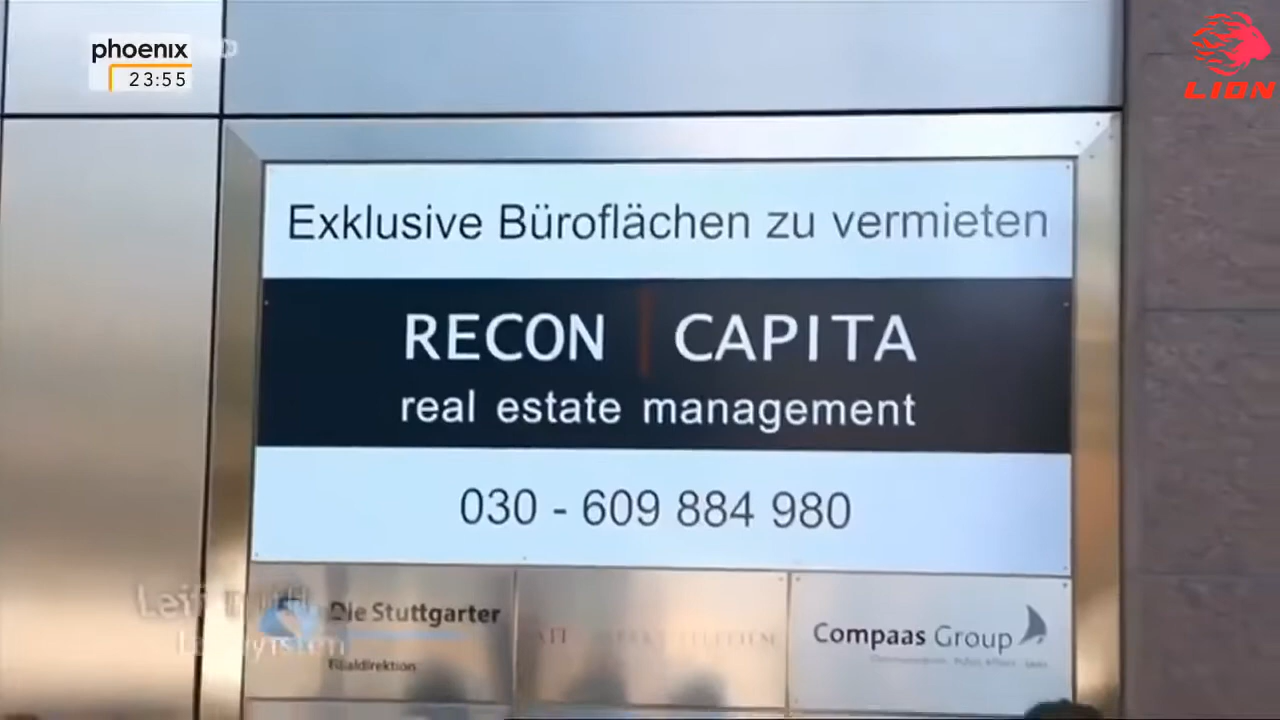 phoenix
23:55
LION
Exklusive Büroflächen zu vermieten
RECON CAPITA
real estate management
030 - 609 884 980
Die Stuttgarter
Filialdirektion
Compaas Group